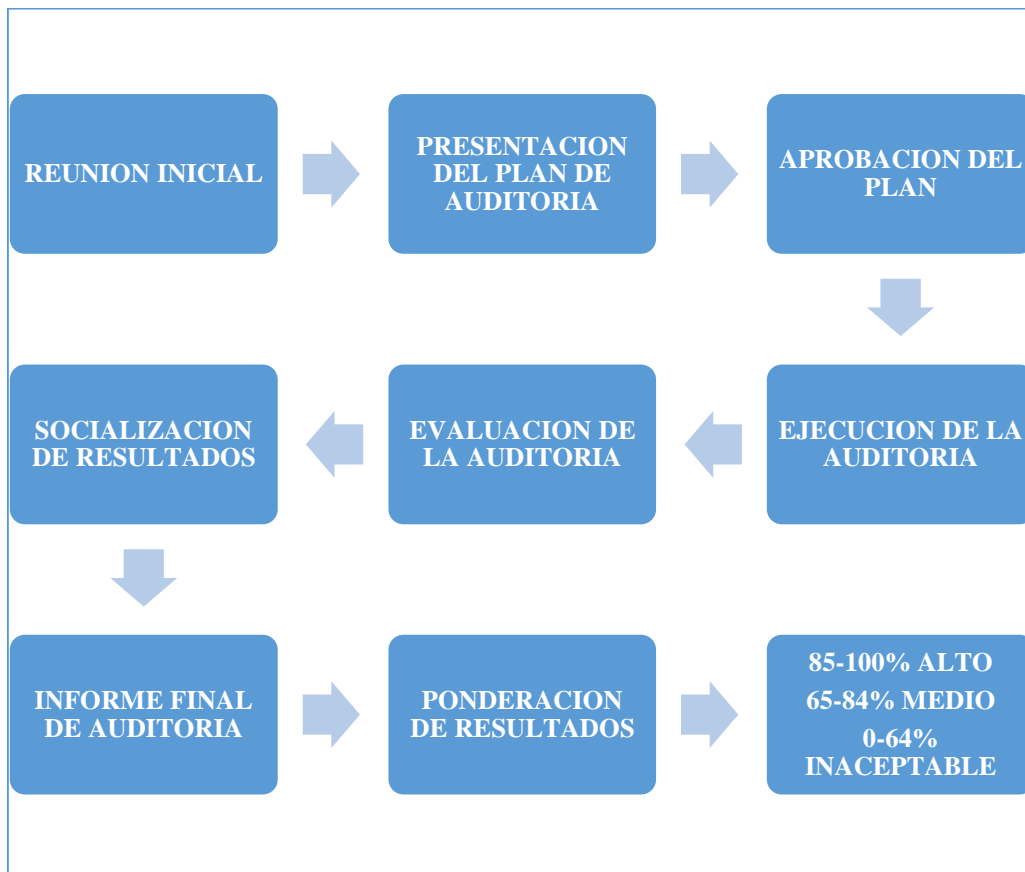 REUNION INICIAL
PRESENTACION
DEL PLAN DE
AUDITORIA
APROBACION DEL
PLAN
EJECUCION DE LA
AUDITORIA
EVALUACION DE
LA AUDITORIA
SOCIALIZACION
DE RESULTADOS
INFORME FINAL
DE AUDITORIA
PONDERACION
DE RESULTADOS
85-100% ALTO
65-84% MEDIO
0-64%
INACEPTABLE